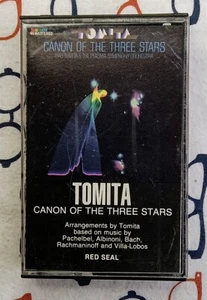 TOMITA
CANON OF THE THREE STARS
TOMITA
CANON OF THE THREE STARS
Arrangements by Tomita
based on music by
Pachelbel, Albinoni, Bach,
Rachmaninoff and Villa-Lobos
RED SEAL